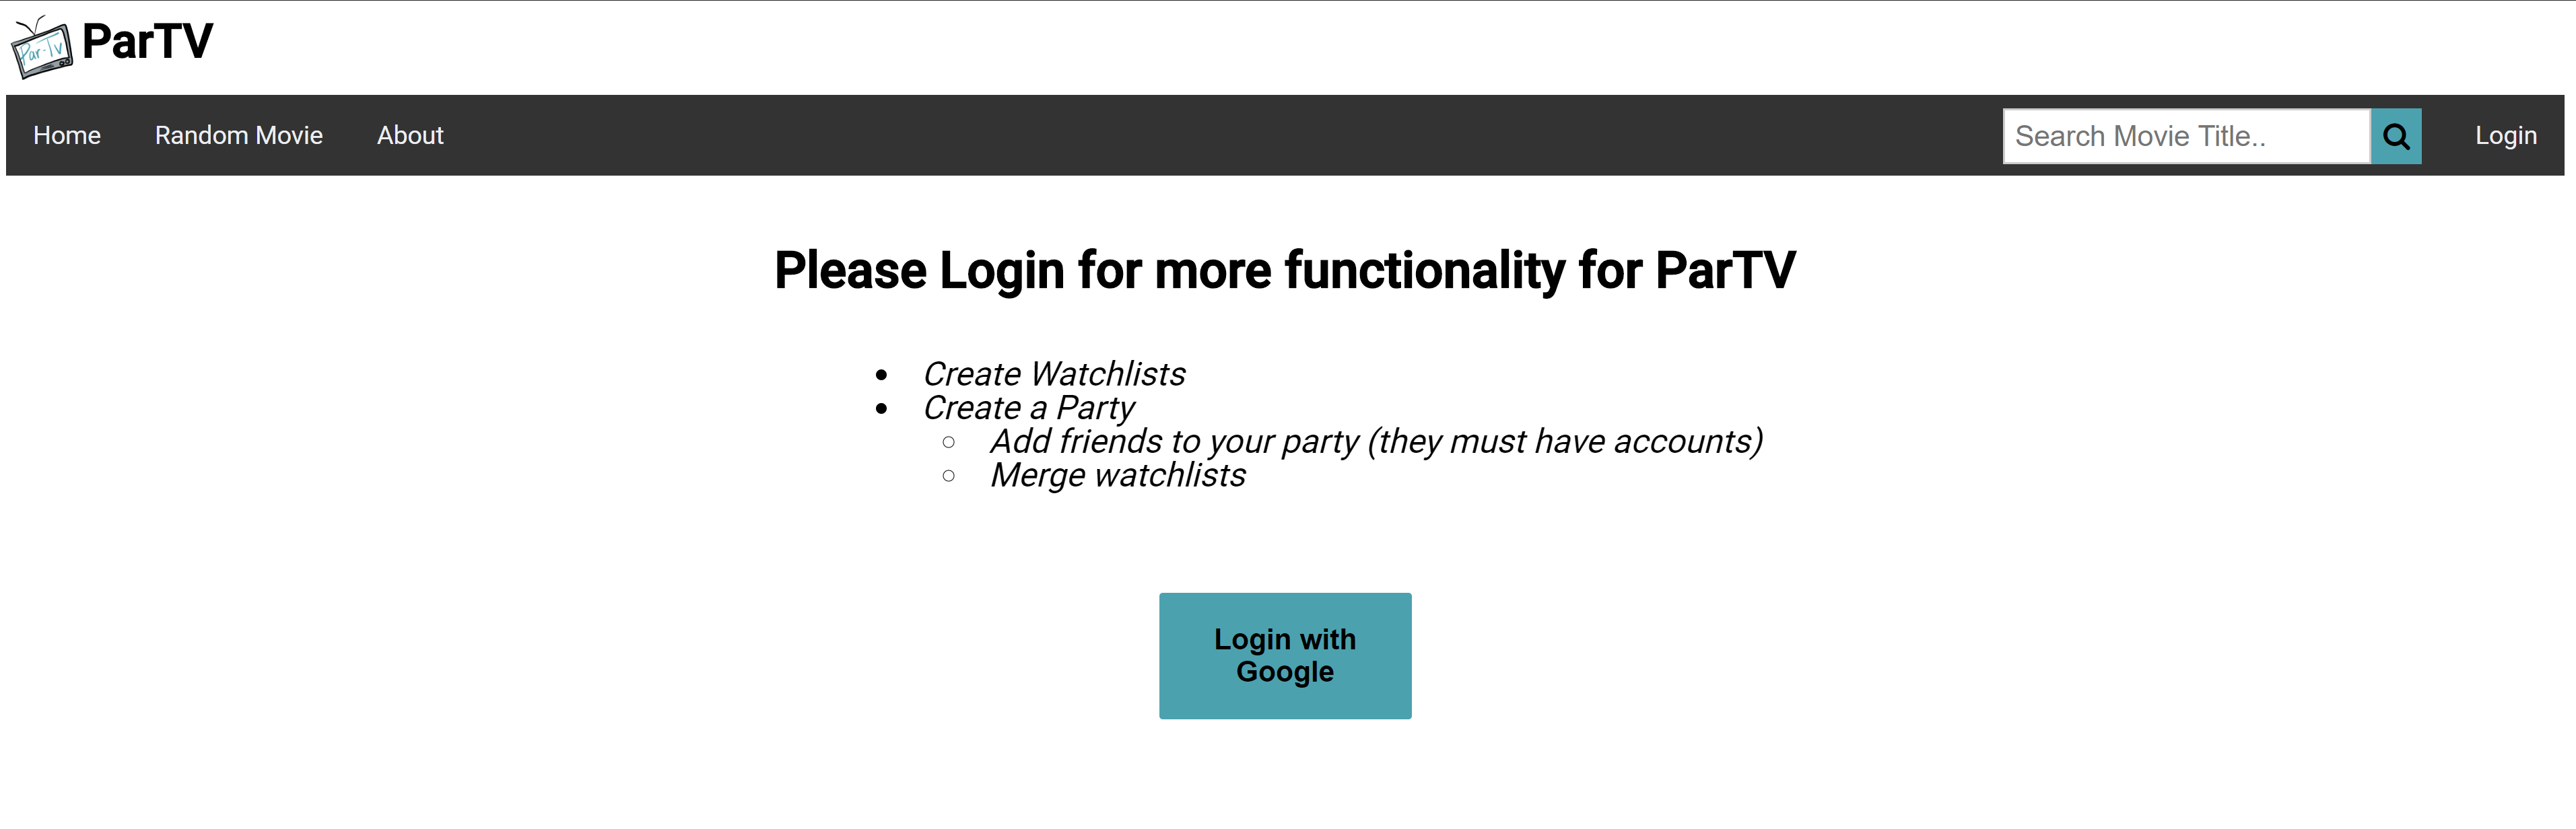 Par-Tv
ParTV
Home
Random Movie
About
Search Movie Title..
Login
Please Login for more functionality for ParTV
Create Watchlists
Create a Party
Add friends to your party (they must have accounts)
Merge watchlists
Login with
Google